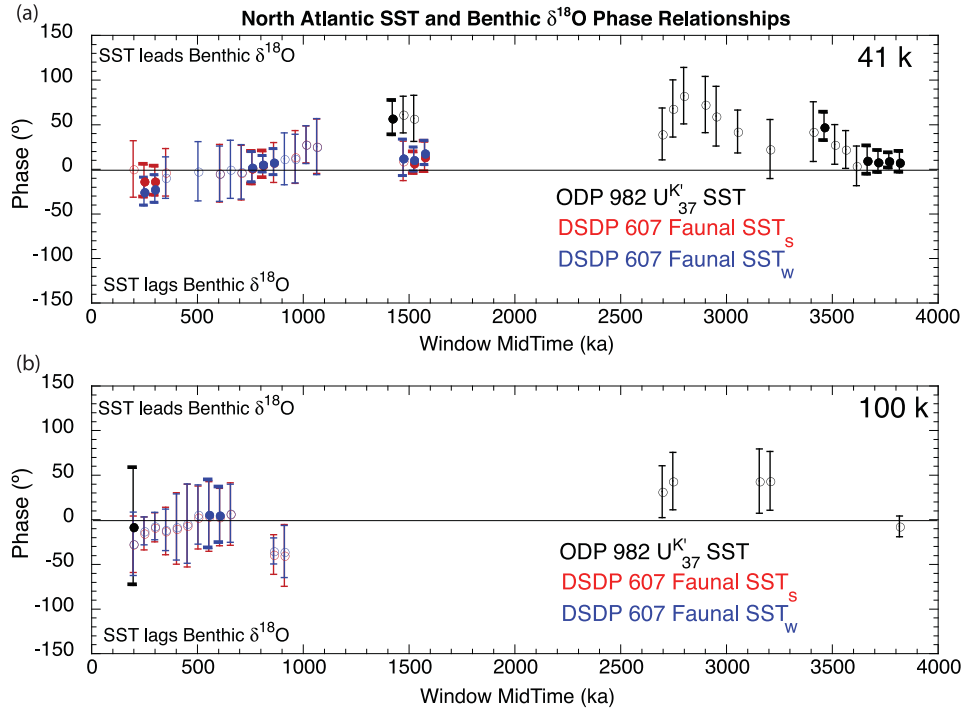 North Atlantic SST and Benthic δ¹⁸O Phase Relationships
(a)
150
100
50
0
-50
-100
-150
Phase (º)
SST leads Benthic δ¹⁸O
41 k
ODP 982 Uᴷ'₃₇ SST
DSDP 607 Faunal SSTₛ
DSDP 607 Faunal SST_w
SST lags Benthic δ¹⁸O
0 500 1000 1500 2000 2500 3000 3500 4000
Window MidTime (ka)
(b)
150
100
50
0
-50
-100
-150
Phase (º)
SST leads Benthic δ¹⁸O
100 k
ODP 982 Uᴷ'₃₇ SST
DSDP 607 Faunal SSTₛ
DSDP 607 Faunal SST_w
SST lags Benthic δ¹⁸O
0 500 1000 1500 2000 2500 3000 3500 4000
Window MidTime (ka)